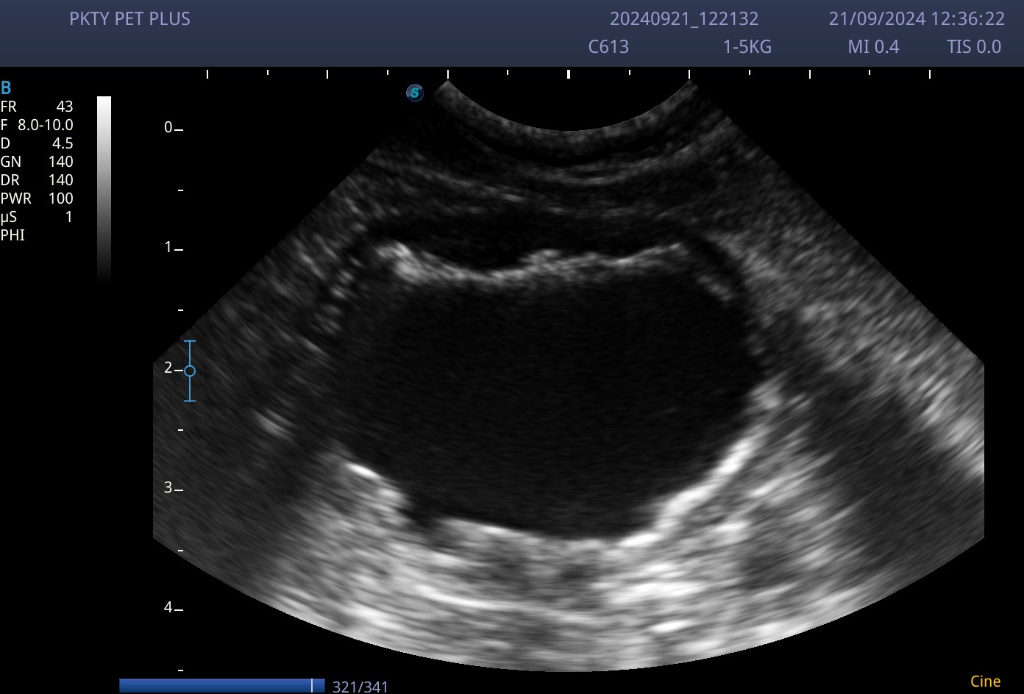 PKTY PET PLUS 20240921_122132 21/09/2024 12:36:22
C613 1-5KG MI 0.4 TIS 0.0
B
FR 43
F 8.0-10.0
D 4.5
GN 140
DR 140
PWR 100
µS 1
PHI
S
0
1
2
3
4
321/341
Cine